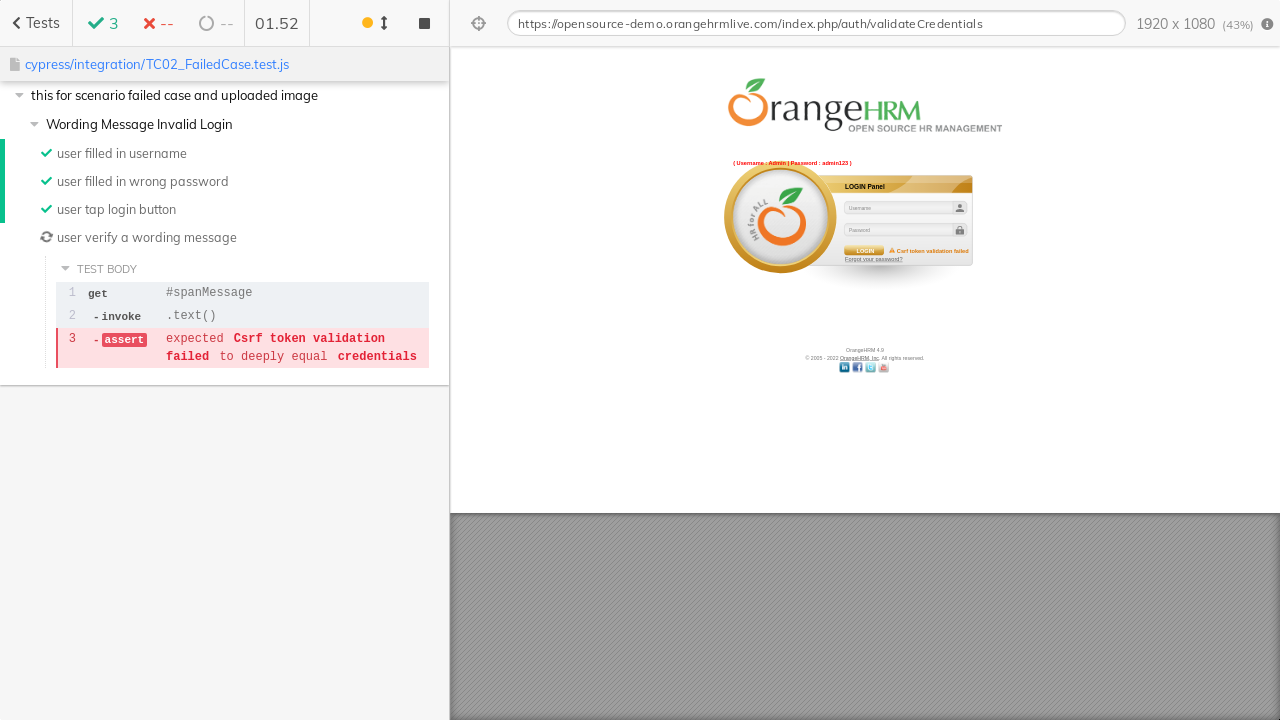 Tests
3
--
--
01.52
https://opensource-demo.orangehrmlive.com/index.php/auth/validateCredentials
1920 x 1080 (43%)
cypress/integration/TC02_FailedCase.test.js
the for scenario failed case and uploaded image
Wording Message invalid Login
user filled in username
user filled in wrong password
user tap login button
user verify a wording message
TEST BODY
1 get #spanMessage
2 -invoke .text()
3 -assert expected Csrf token validation
failed to deeply equal credentials
OrangeHRM
OPEN SOURCE HR MANAGEMENT
( Username : Admin | Password : admin123 )
HR for ALL
LOGIN Panel
Username
Password
LOGIN
Csrf token validation failed
Forgot your password?
OrangeHRM 4.9
© 2005 - 2022 OrangeHRM, Inc. All rights reserved.
in f t